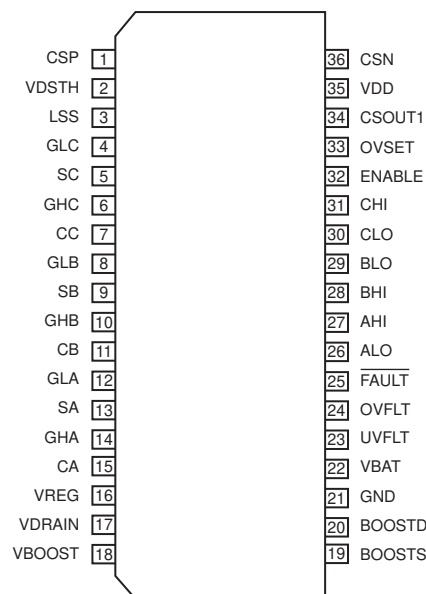 CSP 1 36 CSN
VDSTH 2 35 VDD
LSS 3 34 CSOUT1
GLC 4 33 OVSET
SC 5 32 ENABLE
GHC 6 31 CHI
CC 7 30 CLO
GLB 8 29 BLO
SB 9 28 BHI
GHB 10 27 AHI
CB 11 26 ALO
GLA 12 25 FAULT
SA 13 24 OVFLT
GHA 14 23 UVFLT
CA 15 22 VBAT
VREG 16 21 GND
VDRAIN 17 20 BOOSTD
VBOOST 18 19 BOOSTS